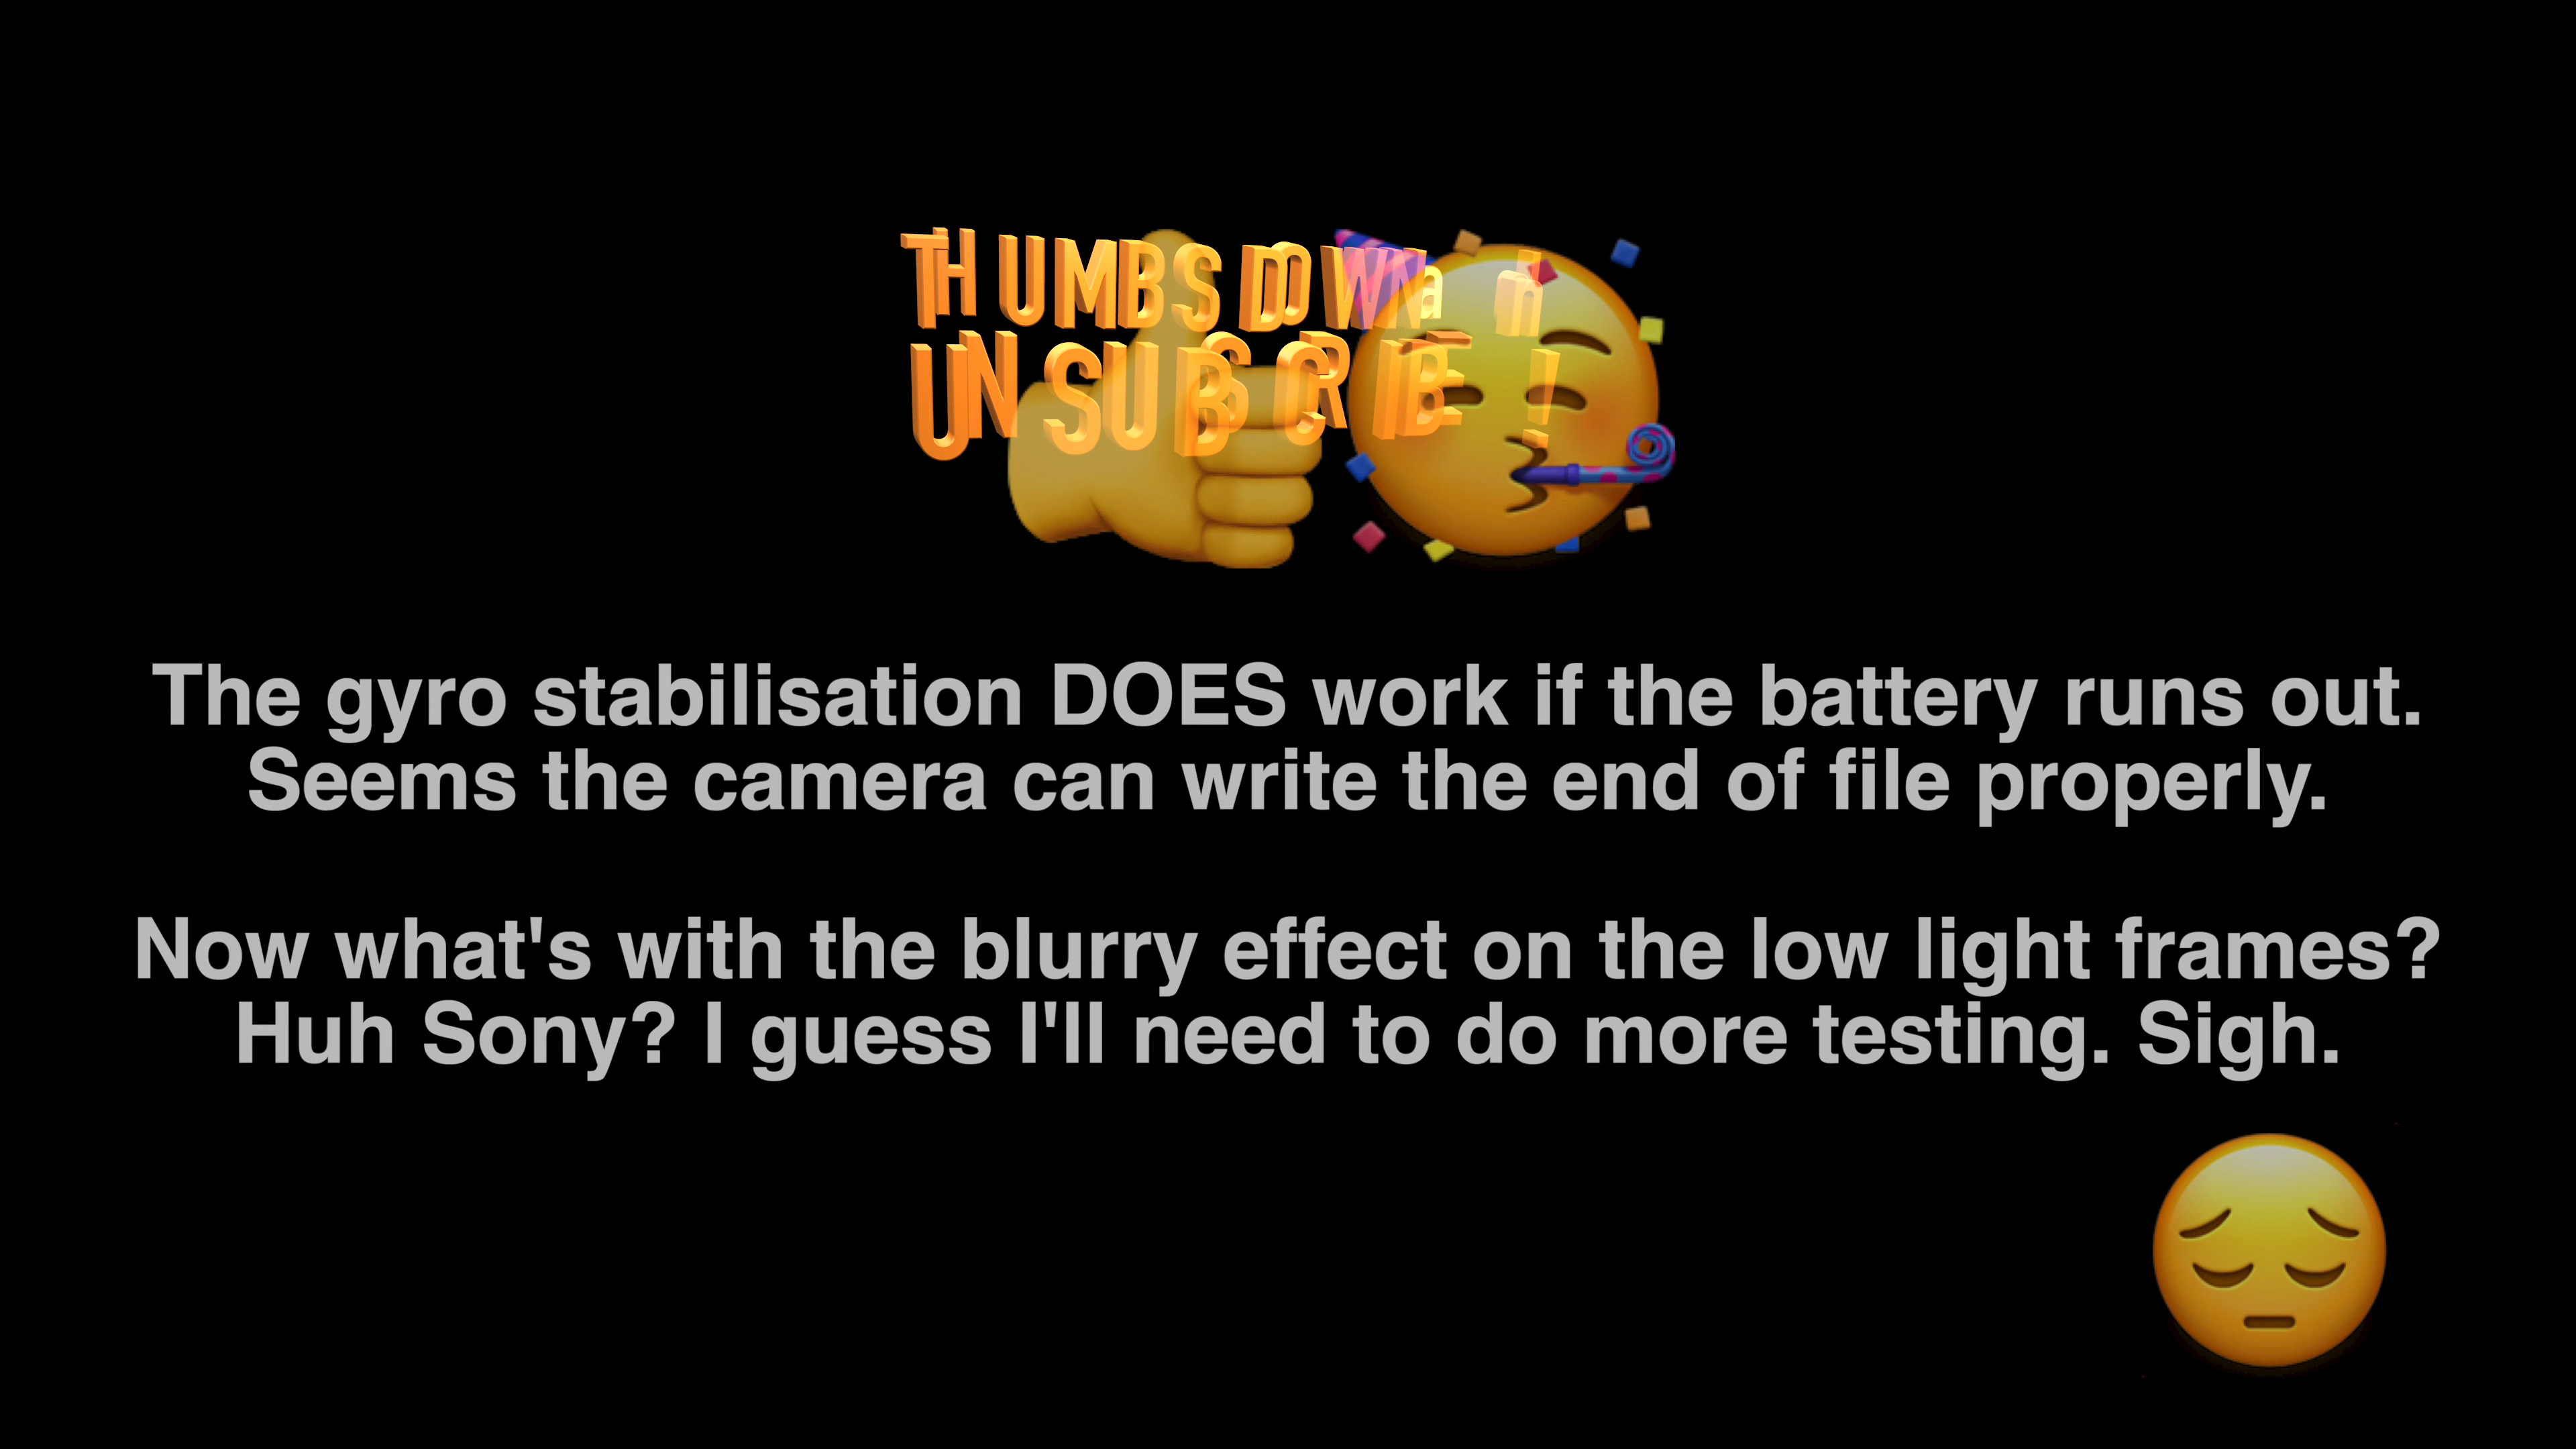 THUMBS DOWN a n
UNSUBSCRIBE !
The gyro stabilisation DOES work if the battery runs out.
Seems the camera can write the end of file properly.
Now what's with the blurry effect on the low light frames?
Huh Sony? I guess I'll need to do more testing. Sigh.